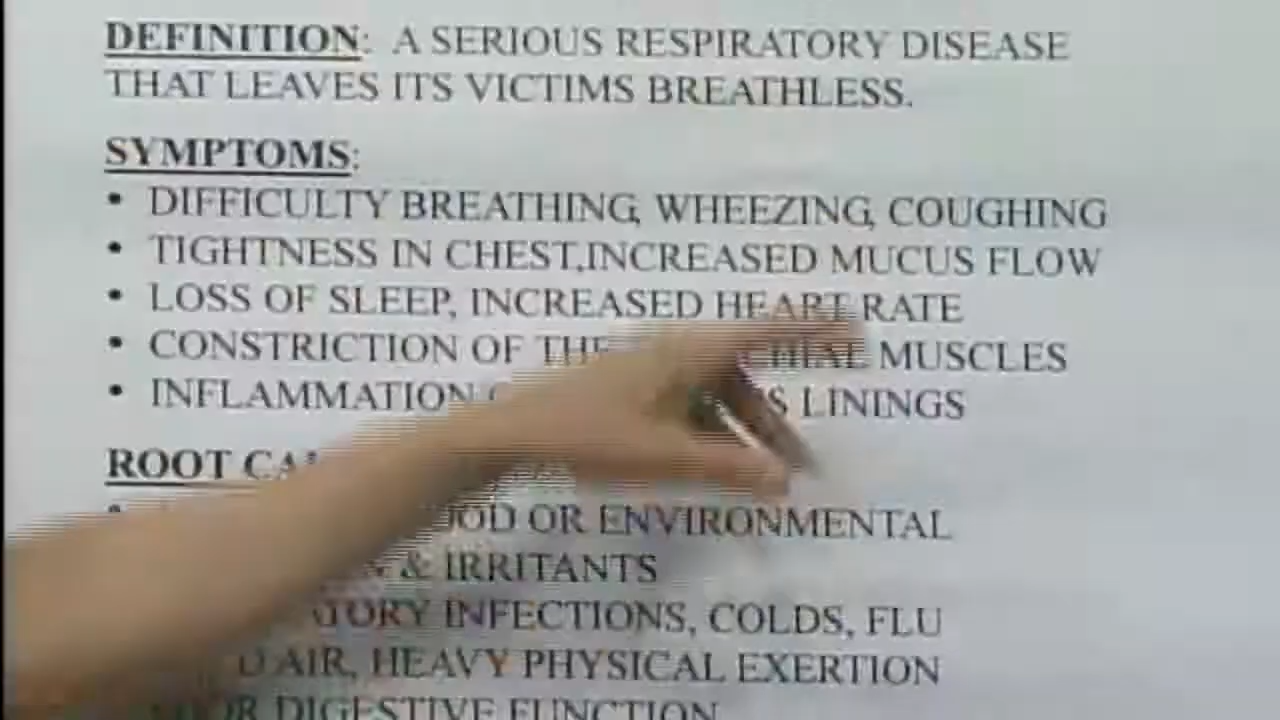 DEFINITION: A SERIOUS RESPIRATORY DISEASE
THAT LEAVES ITS VICTIMS BREATHLESS.
SYMPTOMS:
• DIFFICULTY BREATHING, WHEEZING, COUGHING
• TIGHTNESS IN CHEST,INCREASED MUCUS FLOW
• LOSS OF SLEEP, INCREASED HEART RATE
• CONSTRICTION OF THE MUSCLES
• INFLAMMATION LININGS
ROOT
OR ENVIRONMENTAL
& IRRITANTS
INFECTIONS, COLDS, FLU
AIR, HEAVY PHYSICAL EXERTION
DIGESTIVE FUNCTION